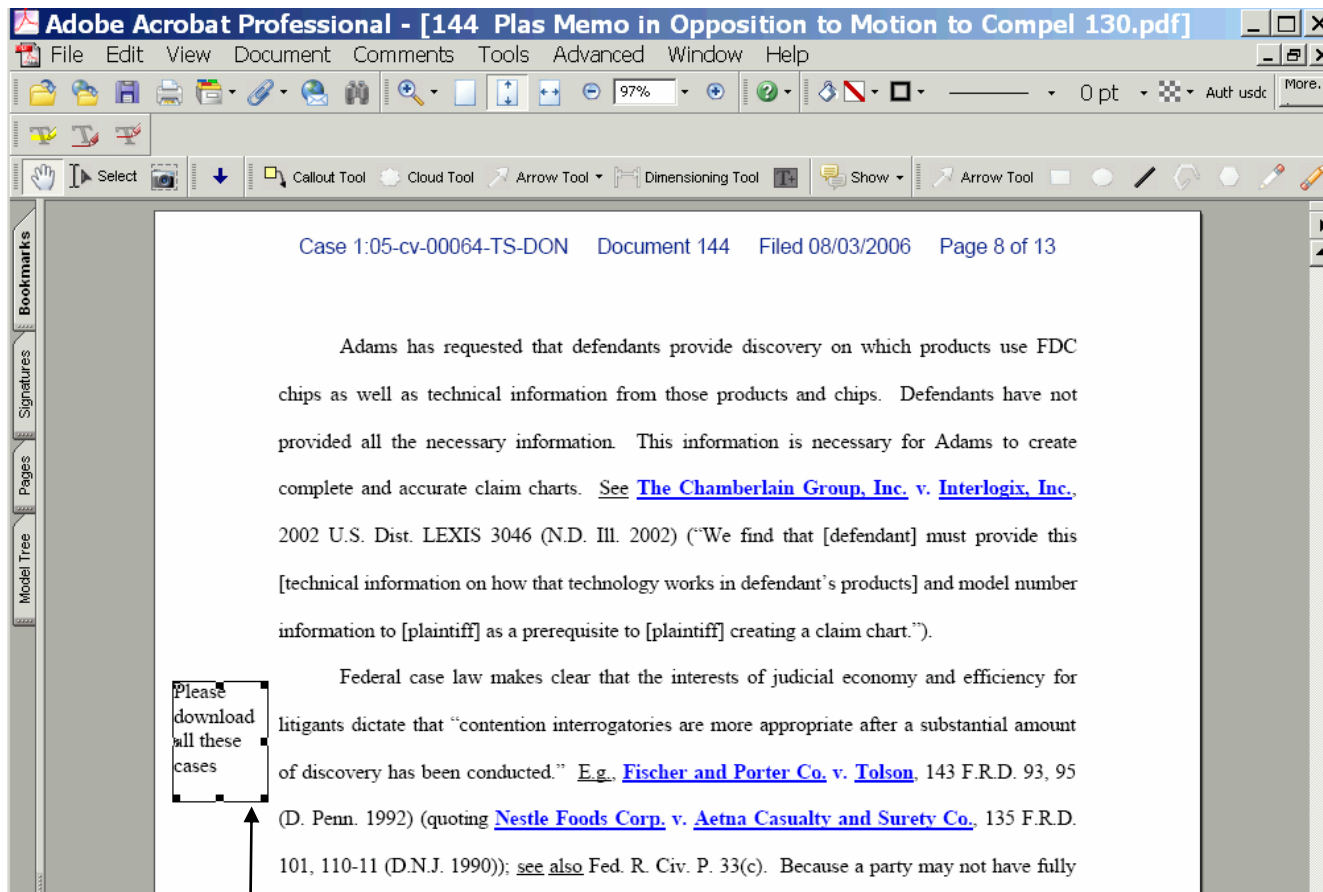 Adobe Acrobat Professional - [144 Plas Memo in Opposition to Motion to Compel 130.pdf]
File Edit View Document Comments Tools Advanced Window Help
97% 0 pt Auth usdc More.
Select Callout Tool Cloud Tool Arrow Tool Dimensioning Tool Show Arrow Tool
Bookmarks
Signatures
Pages
Model Tree
Case 1:05-cv-00064-TS-DON Document 144 Filed 08/03/2006 Page 8 of 13
Adams has requested that defendants provide discovery on which products use FDC
chips as well as technical information from those products and chips. Defendants have not
provided all the necessary information. This information is necessary for Adams to create
complete and accurate claim charts. See The Chamberlain Group, Inc. v. Interlogix, Inc.,
2002 U.S. Dist. LEXIS 3046 (N.D. Ill. 2002) (“We find that [defendant] must provide this
[technical information on how that technology works in defendant’s products] and model number
information to [plaintiff] as a prerequisite to [plaintiff] creating a claim chart.”).
Please
download
all these
cases
Federal case law makes clear that the interests of judicial economy and efficiency for
litigants dictate that “contention interrogatories are more appropriate after a substantial amount
of discovery has been conducted.” E.g., Fischer and Porter Co. v. Tolson, 143 F.R.D. 93, 95
(D. Penn. 1992) (quoting Nestle Foods Corp. v. Aetna Casualty and Surety Co., 135 F.R.D.
101, 110-11 (D.N.J. 1990)); see also Fed. R. Civ. P. 33(c). Because a party may not have fully